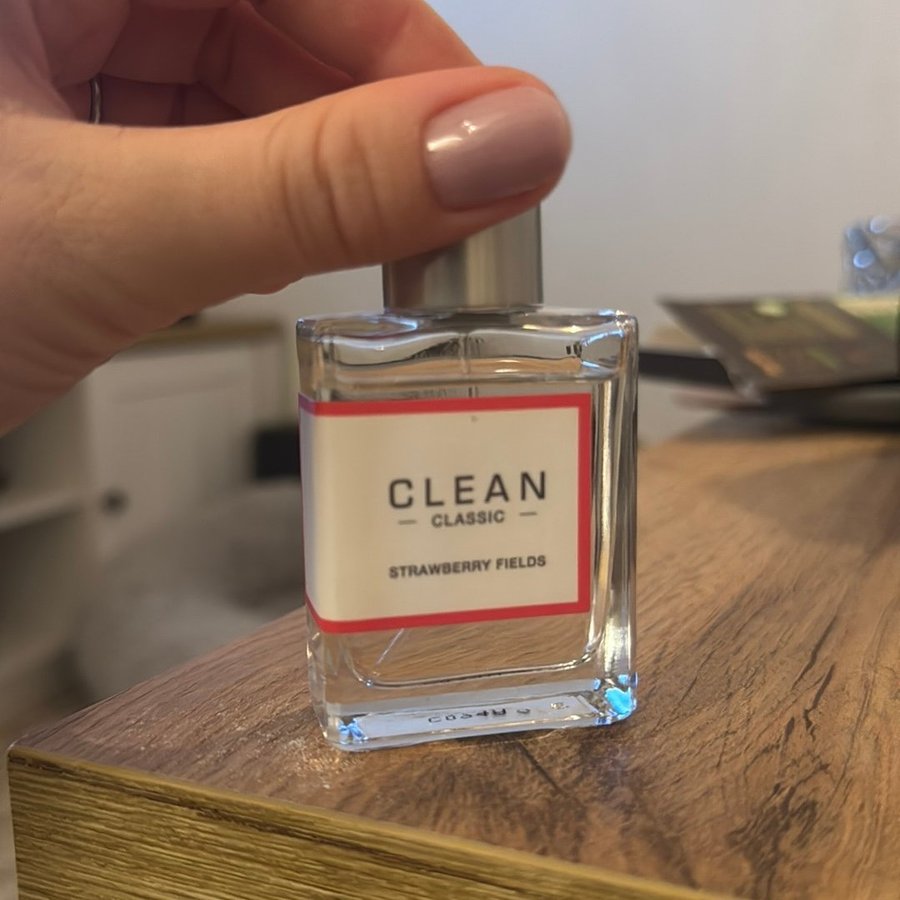 CLEAN
— CLASSIC —
STRAWBERRY FIELDS